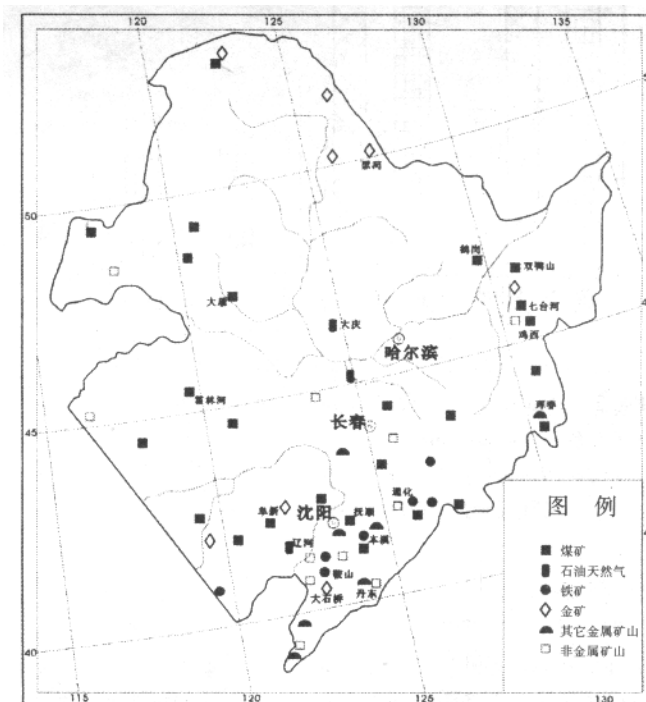 120
125
130
135
50
漠河
鹤岗
双鸭山
七台河
鸡西
大庆
哈尔滨
霍林河
长春
珲春
45
45
通化
阜新
沈阳
抚顺
本溪
辽河
鞍山
大石桥
丹东
40
40
115
120
125
130
图 例
煤矿
石油天然气
铁矿
金矿
其它金属矿山
非金属矿山